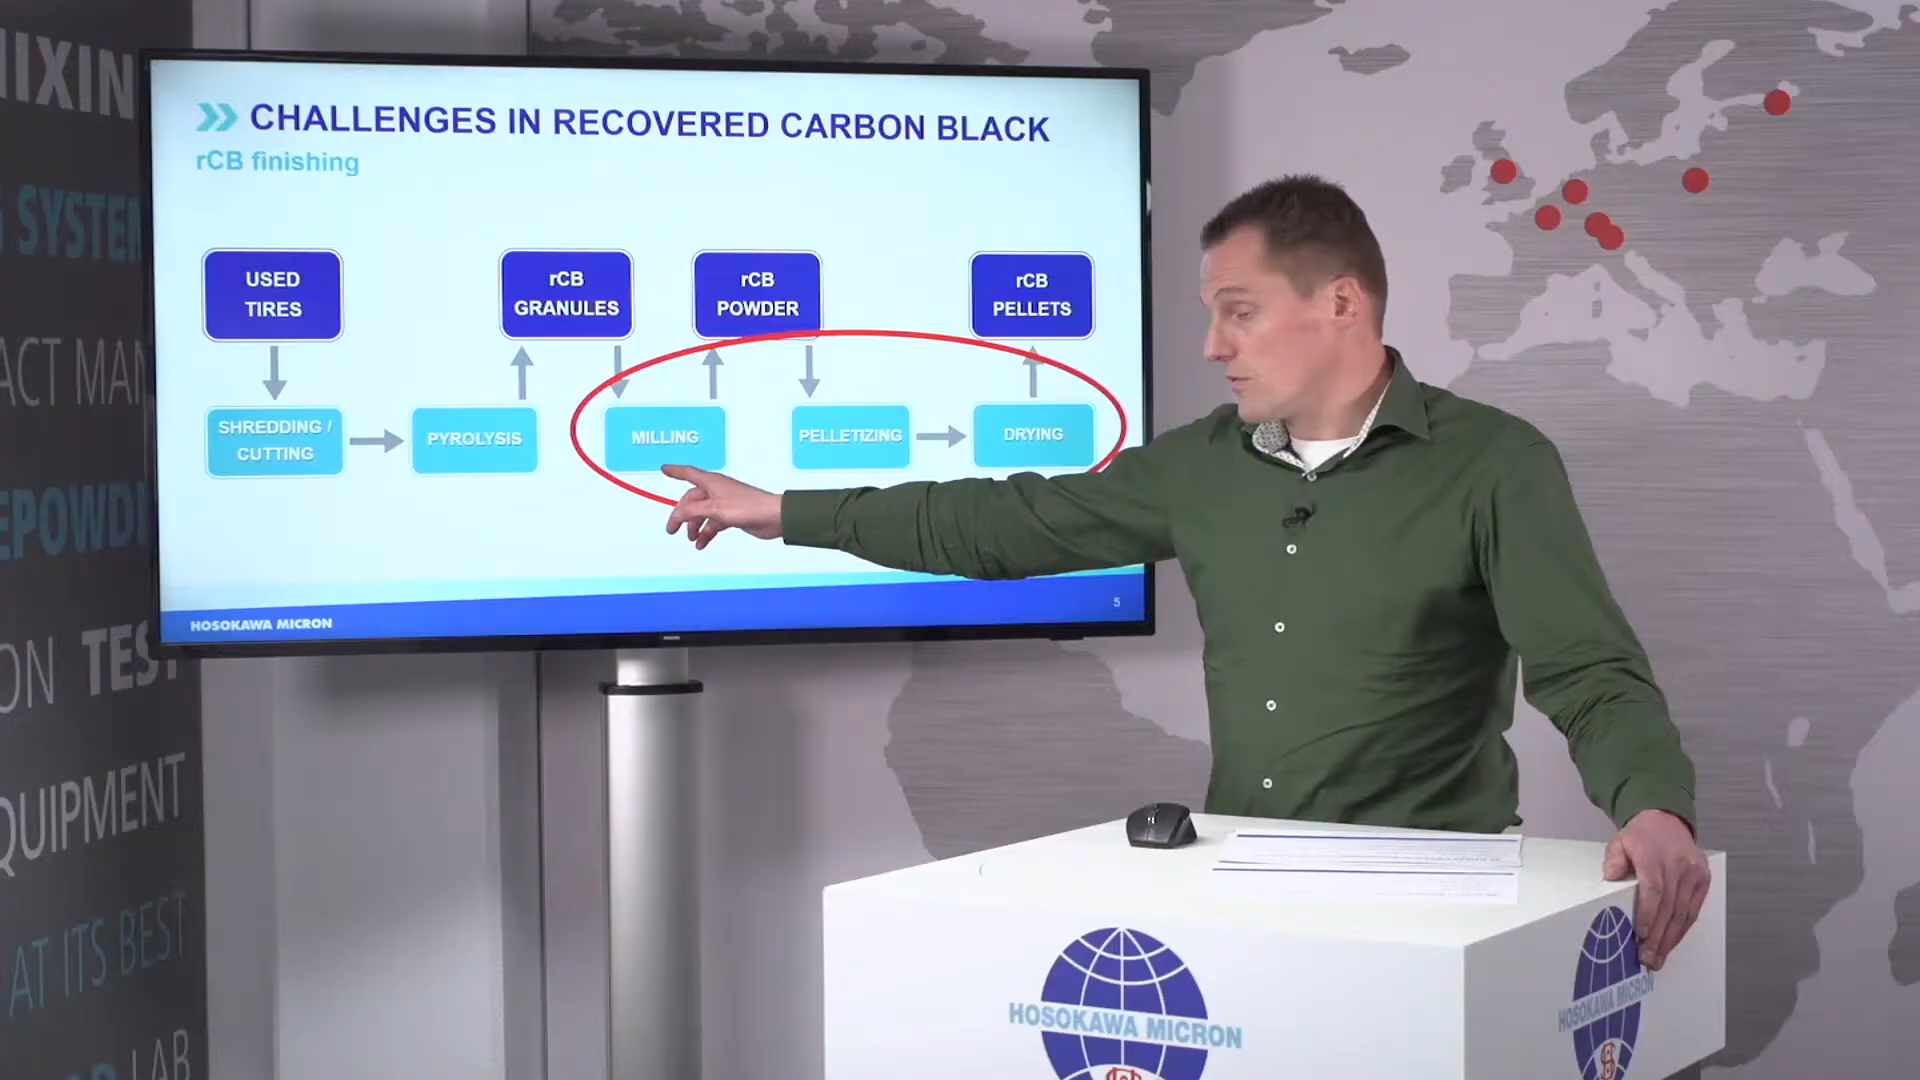 IXIN
SYSTEM
ACT MAN
EPOWD
ON TEST
QUIPMENT
AT ITS BEST
LAB
CHALLENGES IN RECOVERED CARBON BLACK
rCB finishing
USED
TIRES
rCB
GRANULES
rCB
POWDER
rCB
PELLETS
SHREDDING /
CUTTING
PYROLYSIS
MILLING
PELLETIZING
DRYING
HOSOKAWA MICRON
5
HOSOKAWA MICRON
HOSOKAWA MICRON